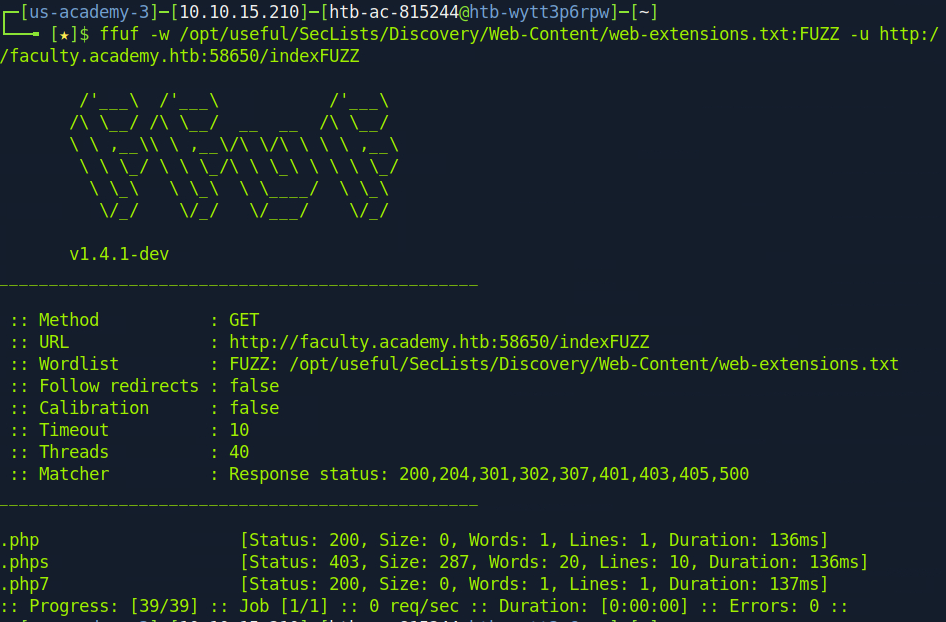 ┌─[us-academy-3]─[10.10.15.210]─[htb-ac-815244@htb-wytt3p6rpw]─[~]
└──╼ [★]$ ffuf -w /opt/useful/SecLists/Discovery/Web-Content/web-extensions.txt:FUZZ -u http:/
/faculty.academy.htb:58650/indexFUZZ

        /'___\  /'___\           /'___\
       /\ \__/ /\ \__/  __  __  /\ \__/
       \ \ ,__\\ \ ,__\/\ \/\ \ \ \ ,__\
        \ \ \_/ \ \ \_/\ \ \_\ \ \ \ \_/
         \ \_\   \ \_\  \ \____/  \ \_\
          \/_/    \/_/   \/___/    \/_/

       v1.4.1-dev
________________________________________________

 :: Method           : GET
 :: URL              : http://faculty.academy.htb:58650/indexFUZZ
 :: Wordlist         : FUZZ: /opt/useful/SecLists/Discovery/Web-Content/web-extensions.txt
 :: Follow redirects : false
 :: Calibration      : false
 :: Timeout          : 10
 :: Threads          : 40
 :: Matcher          : Response status: 200,204,301,302,307,401,403,405,500
________________________________________________

.php                    [Status: 200, Size: 0, Words: 1, Lines: 1, Duration: 136ms]
.phps                   [Status: 403, Size: 287, Words: 20, Lines: 10, Duration: 136ms]
.php7                   [Status: 200, Size: 0, Words: 1, Lines: 1, Duration: 137ms]
:: Progress: [39/39] :: Job [1/1] :: 0 req/sec :: Duration: [0:00:00] :: Errors: 0 ::